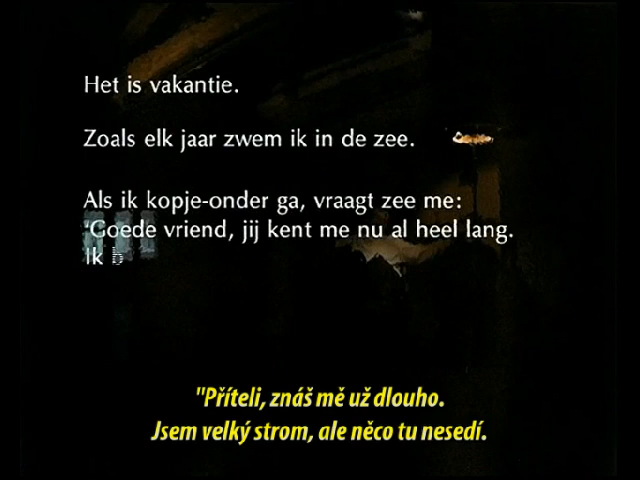 Het is vakantie.
Zoals elk jaar zwem ik in de zee.
Als ik kopje-onder ga, vraagt zee me:
'Goede vriend, jij kent me nu al heel lang.
Ik b
"Příteli, znáš mě už dlouho.
Jsem velký strom, ale něco tu nesedí.